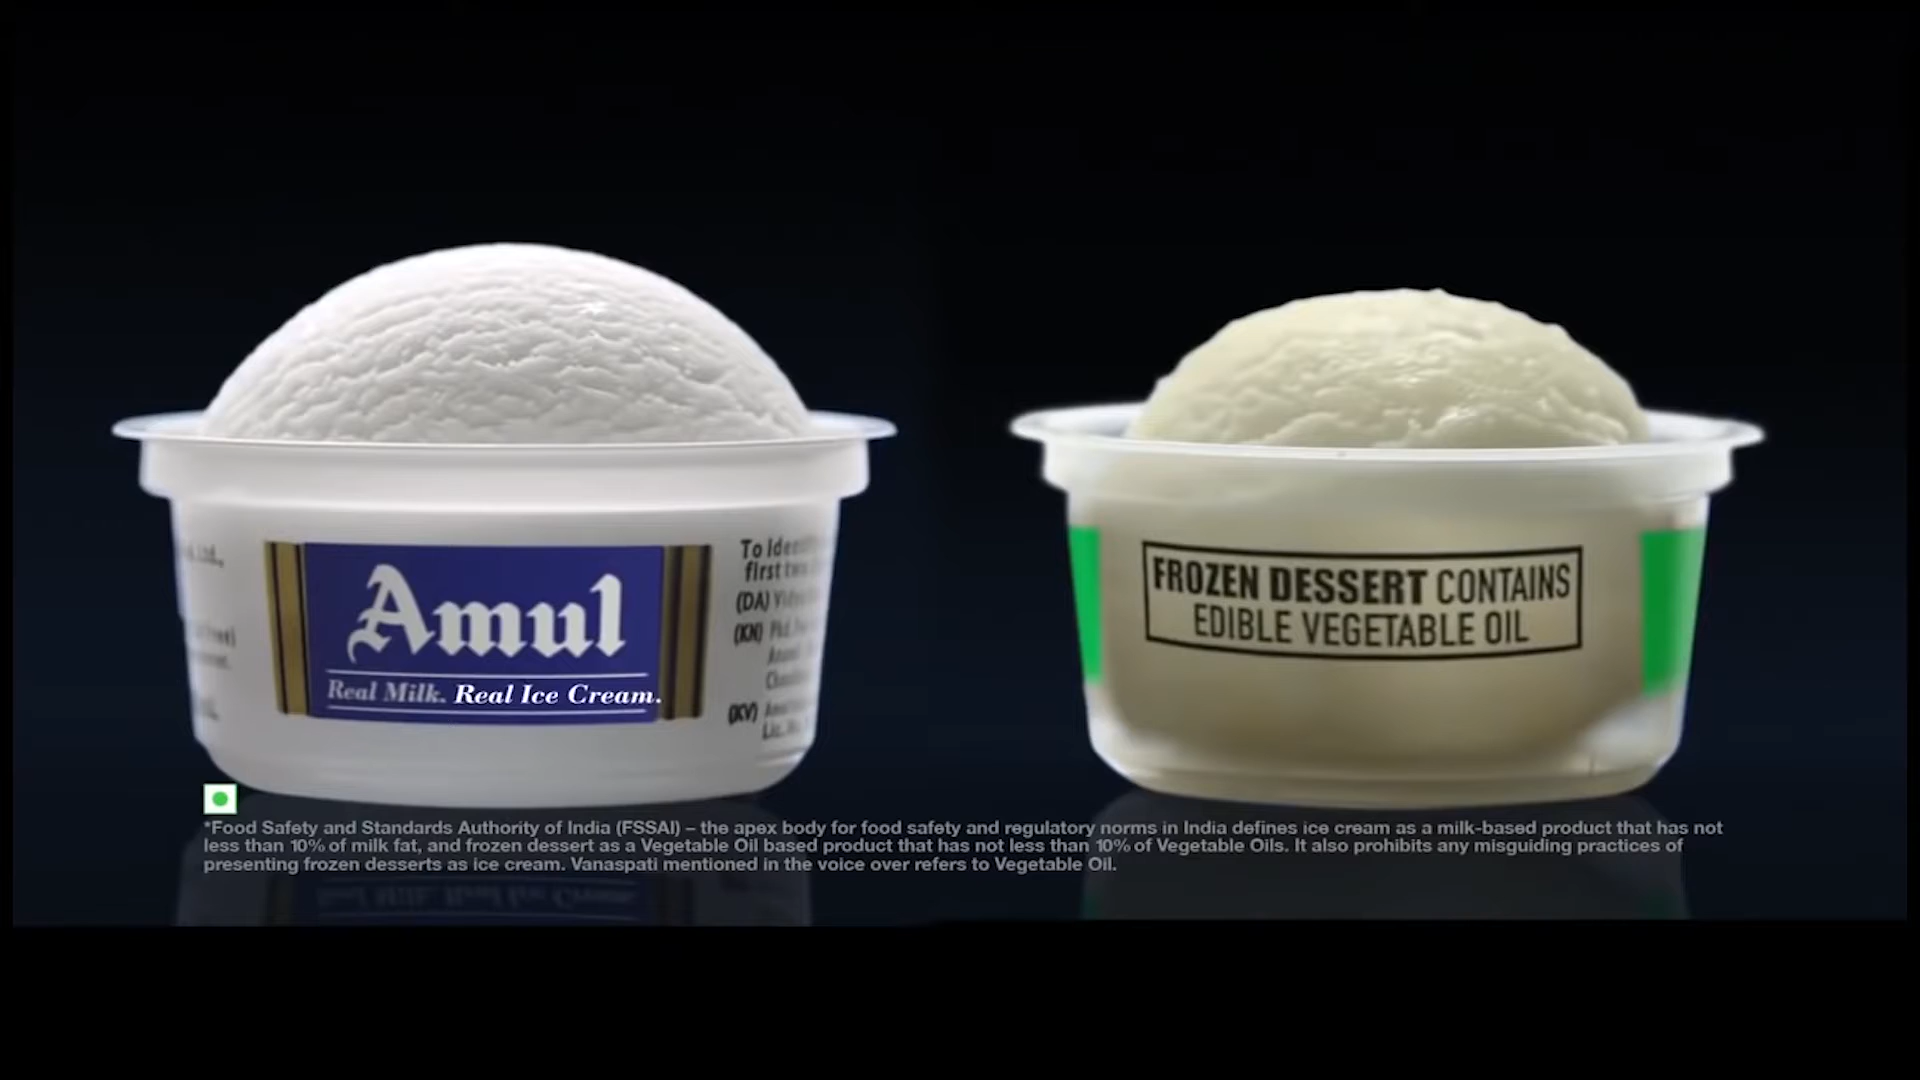 Amul
Real Milk. Real Ice Cream.
To
first
(DA)
(KH)
(KV)
Lic.
FROZEN DESSERT CONTAINS
EDIBLE VEGETABLE OIL
*Food Safety and Standards Authority of India (FSSAI) – the apex body for food safety and regulatory norms in India defines ice cream as a milk-based product that has not
less than 10% of milk fat, and frozen dessert as a Vegetable Oil based product that has not less than 10% of Vegetable Oils. It also prohibits any misguiding practices of
presenting frozen desserts as ice cream. Vanaspati mentioned in the voice over refers to Vegetable Oil.